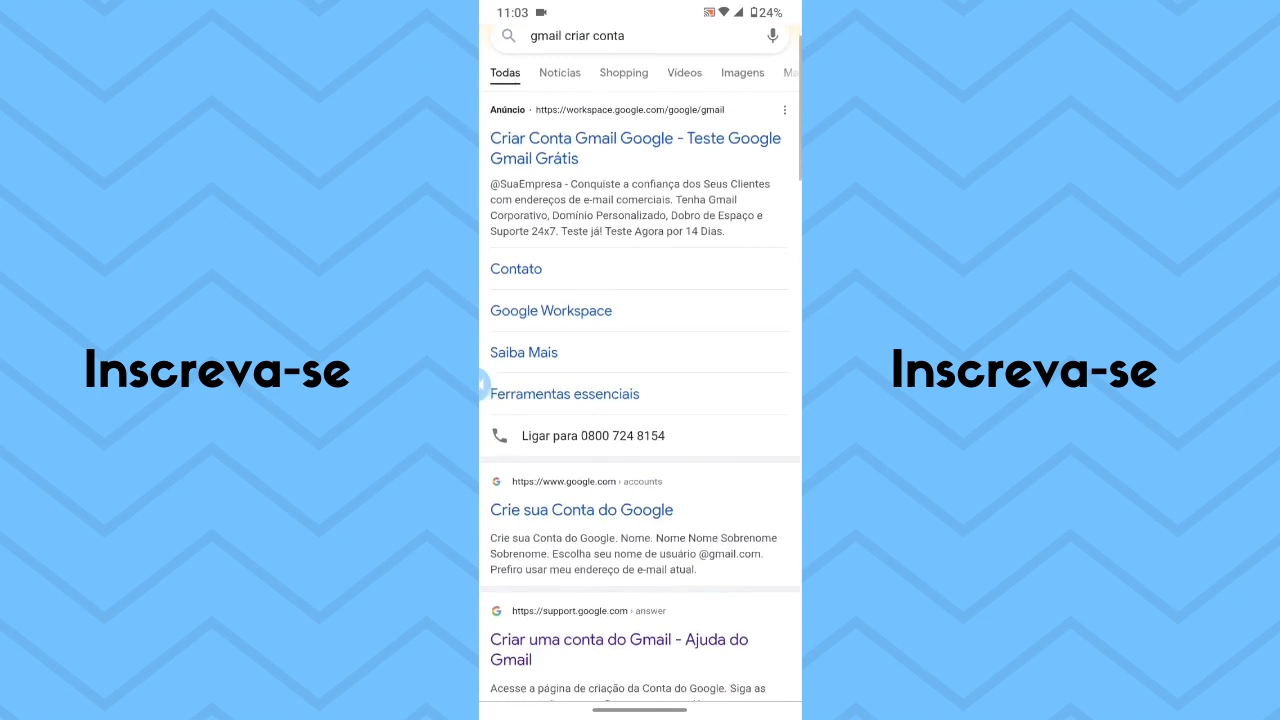 11:03
24%
gmail criar conta
Todas Notícias Shopping Vídeos Imagens Ma
Anúncio · https://workspace.google.com/google/gmail
Criar Conta Gmail Google - Teste Google
Gmail Grátis
@SuaEmpresa - Conquiste a confiança dos Seus Clientes
com endereços de e-mail comerciais. Tenha Gmail
Corporativo, Domínio Personalizado, Dobro de Espaço e
Suporte 24x7. Teste já! Teste Agora por 14 Dias.
Contato
Google Workspace
Saiba Mais
Ferramentas essenciais
Ligar para 0800 724 8154
https://www.google.com › accounts
Crie sua Conta do Google
Crie sua Conta do Google. Nome. Nome Nome Sobrenome
Sobrenome. Escolha seu nome de usuário @gmail.com.
Prefiro usar meu endereço de e-mail atual.
https://support.google.com › answer
Criar uma conta do Gmail - Ajuda do
Gmail
Acesse a página de criação da Conta do Google. Siga as
Inscreva-se
Inscreva-se